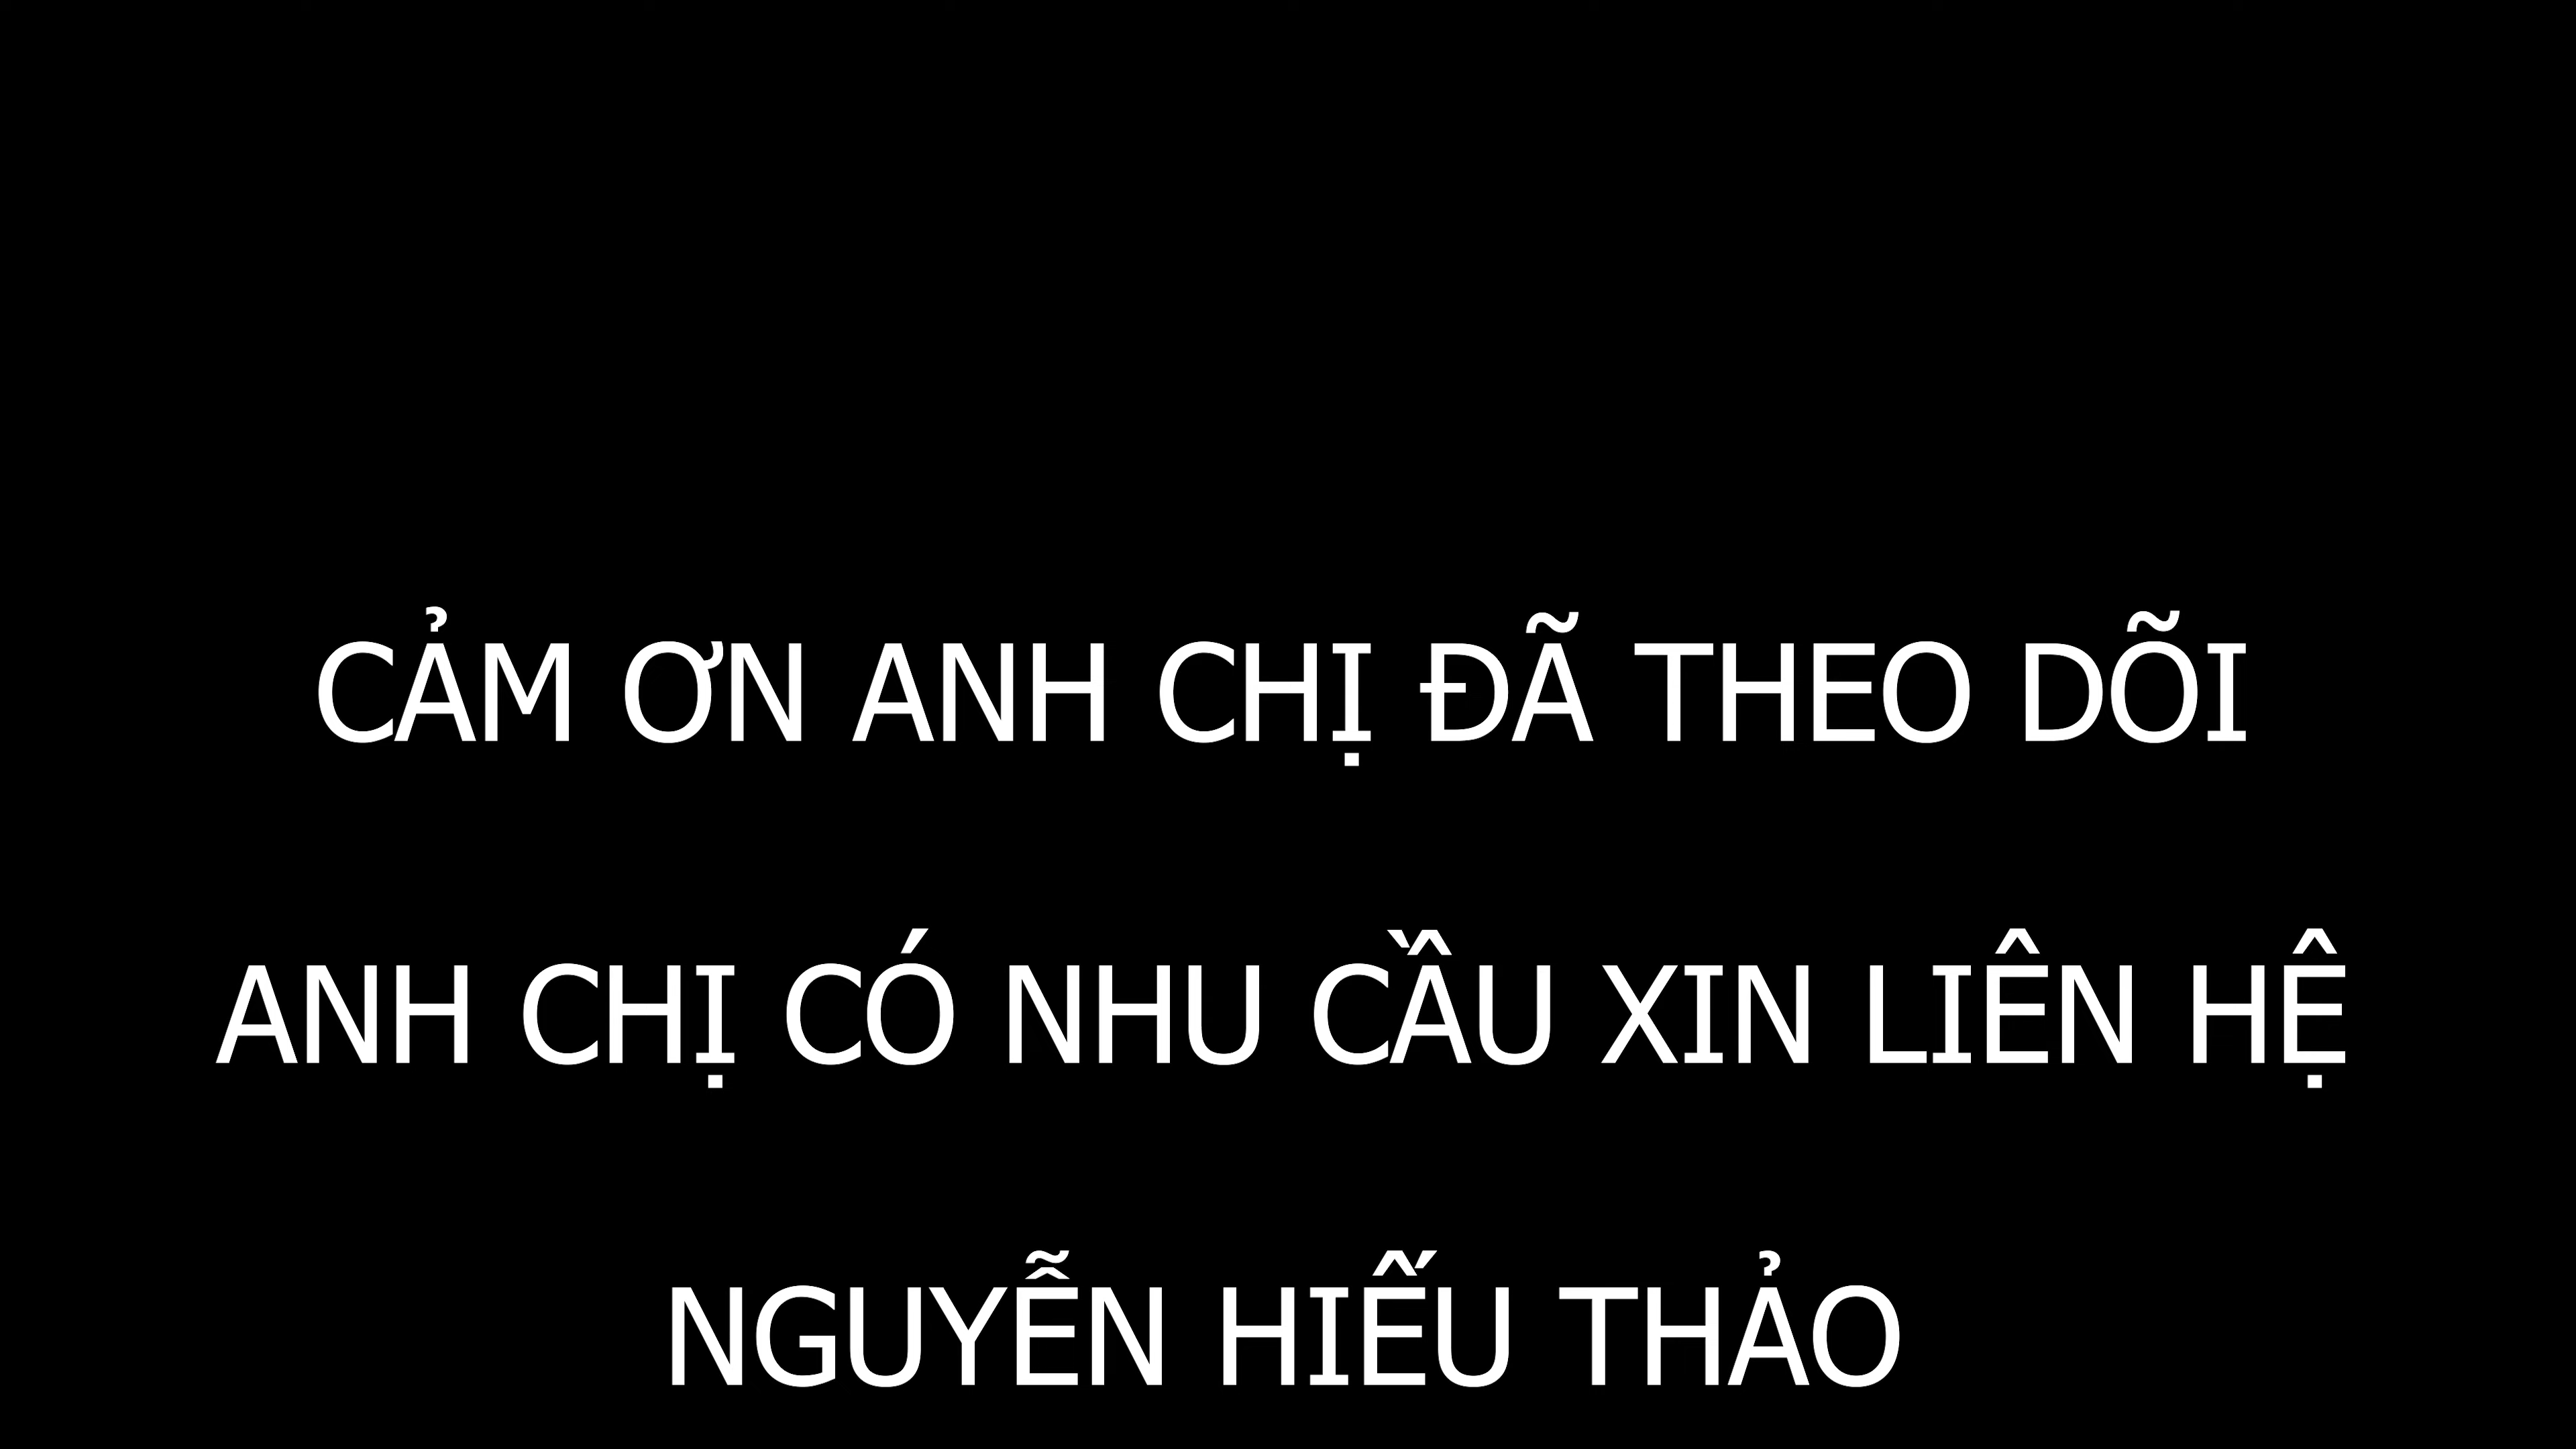 CẢM ƠN ANH CHỊ ĐÃ THEO DÕI
ANH CHỊ CÓ NHU CẦU XIN LIÊN HỆ
NGUYỄN HIẾU THẢO